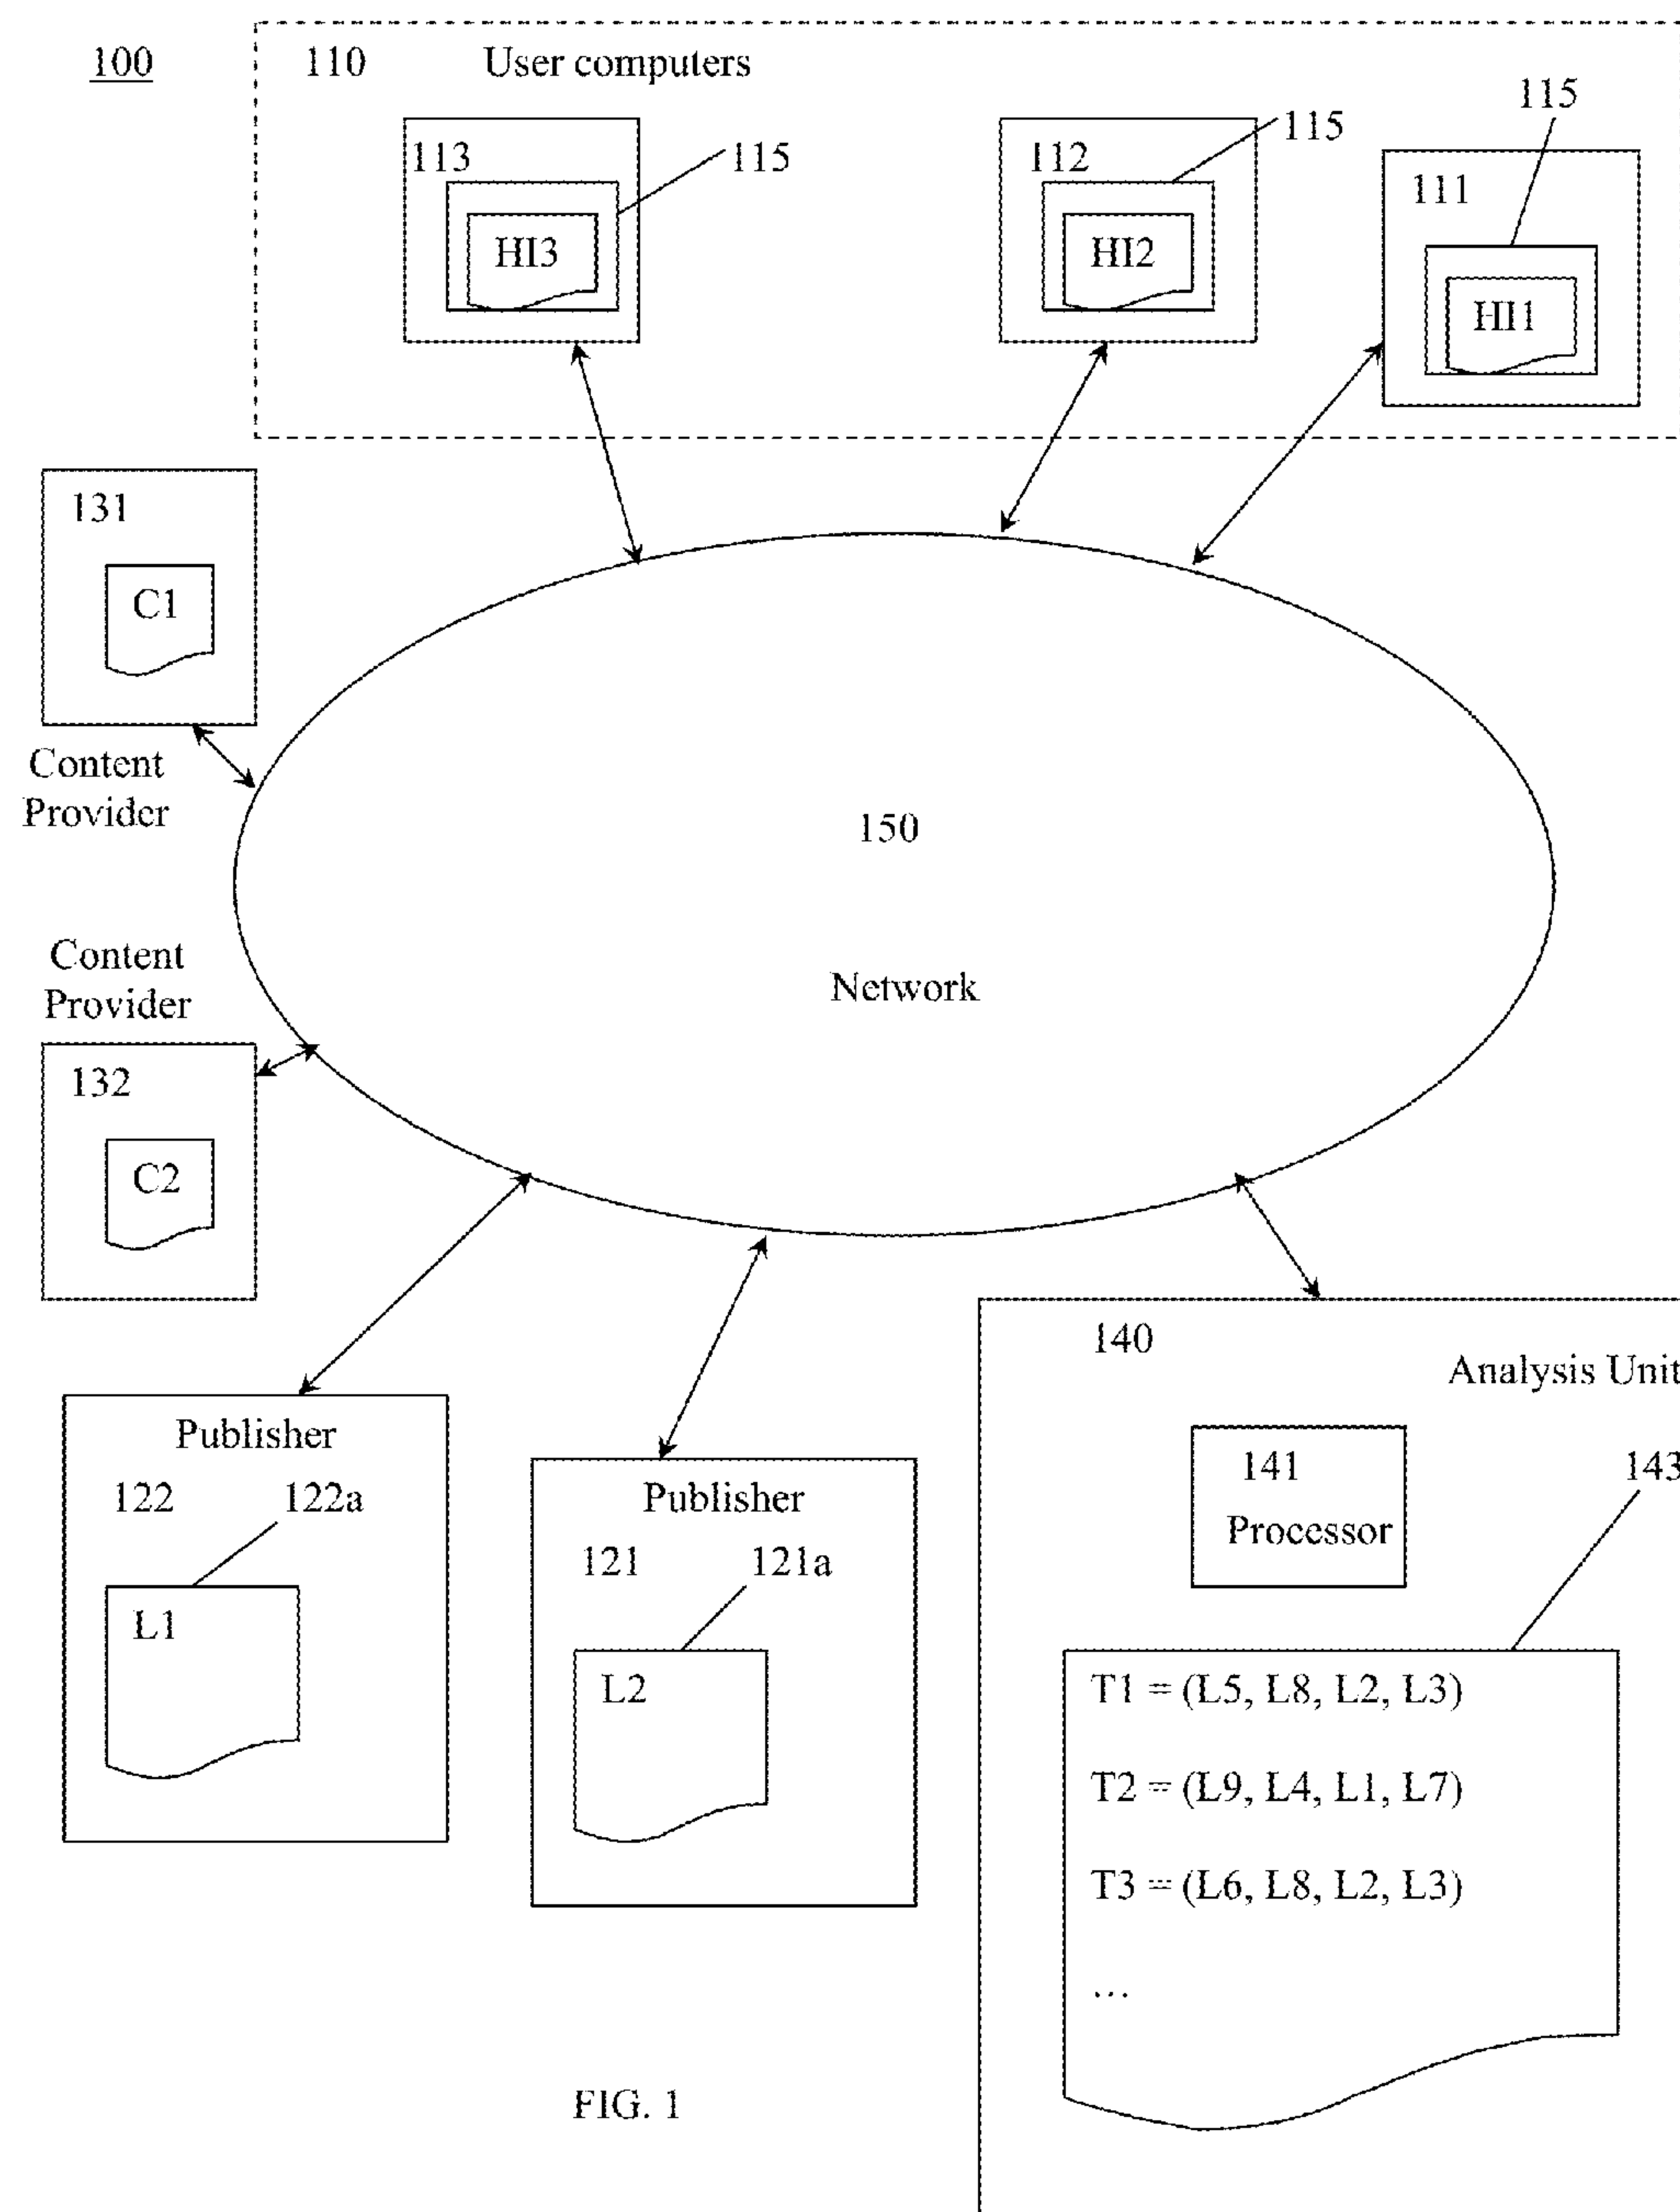 100
110 User computers
115
113
115
112
115
111
HI3
HI2
HI1
131
C1
Content
Provider
150
Network
Content
Provider
132
C2
140
Analysis Unit
Publisher
122
122a
L1
Publisher
121
121a
L2
141
Processor
143
T1 = (L5, L8, L2, L3)
T2 = (L9, L4, L1, L7)
T3 = (L6, L8, L2, L3)
...
FIG. 1